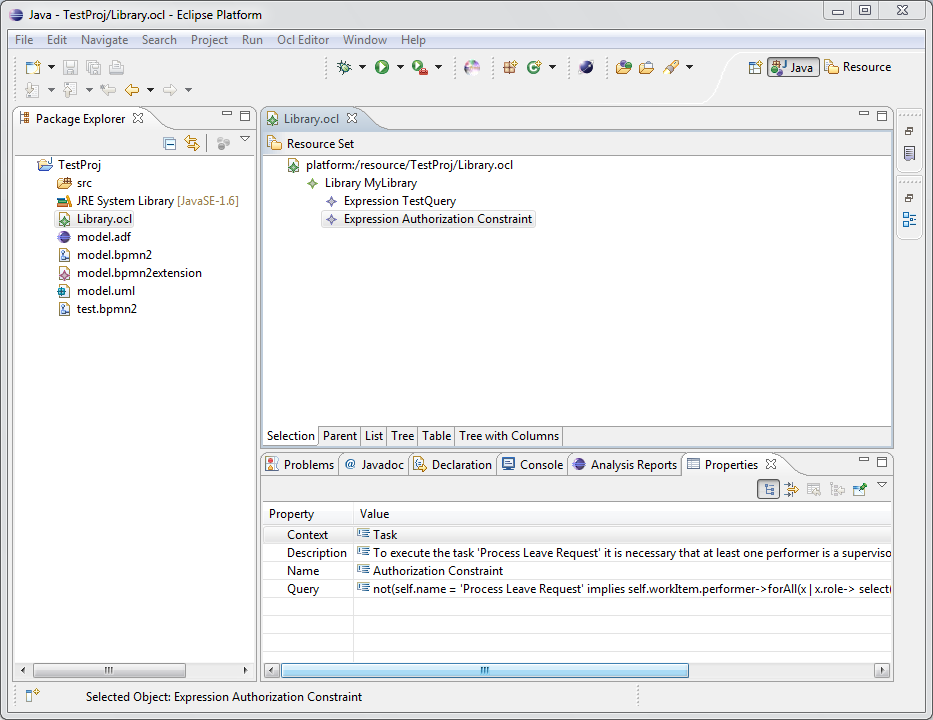 Java - TestProj/Library.ocl - Eclipse Platform
File Edit Navigate Search Project Run Ocl Editor Window Help
Java Resource
Package Explorer
TestProj
src
JRE System Library [JavaSE-1.6]
Library.ocl
model.adf
model.bpmn2
model.bpmn2extension
model.uml
test.bpmn2
Library.ocl
Resource Set
platform:/resource/TestProj/Library.ocl
Library MyLibrary
Expression TestQuery
Expression Authorization Constraint
Selection Parent List Tree Table Tree with Columns
Problems @ Javadoc Declaration Console Analysis Reports Properties
Property Value
Context Task
Description To execute the task 'Process Leave Request' it is necessary that at least one performer is a superviso
Name Authorization Constraint
Query not(self.name = 'Process Leave Request' implies self.workItem.performer->forAll(x | x.role-> select(
Selected Object: Expression Authorization Constraint